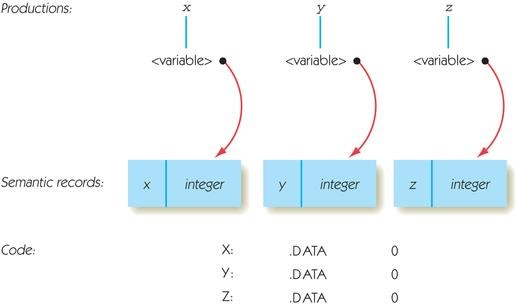 Productions: x y z
<variable> <variable> <variable>
Semantic records: x integer y integer z integer
Code: X: .DATA 0
Y: .DATA 0
Z: .DATA 0